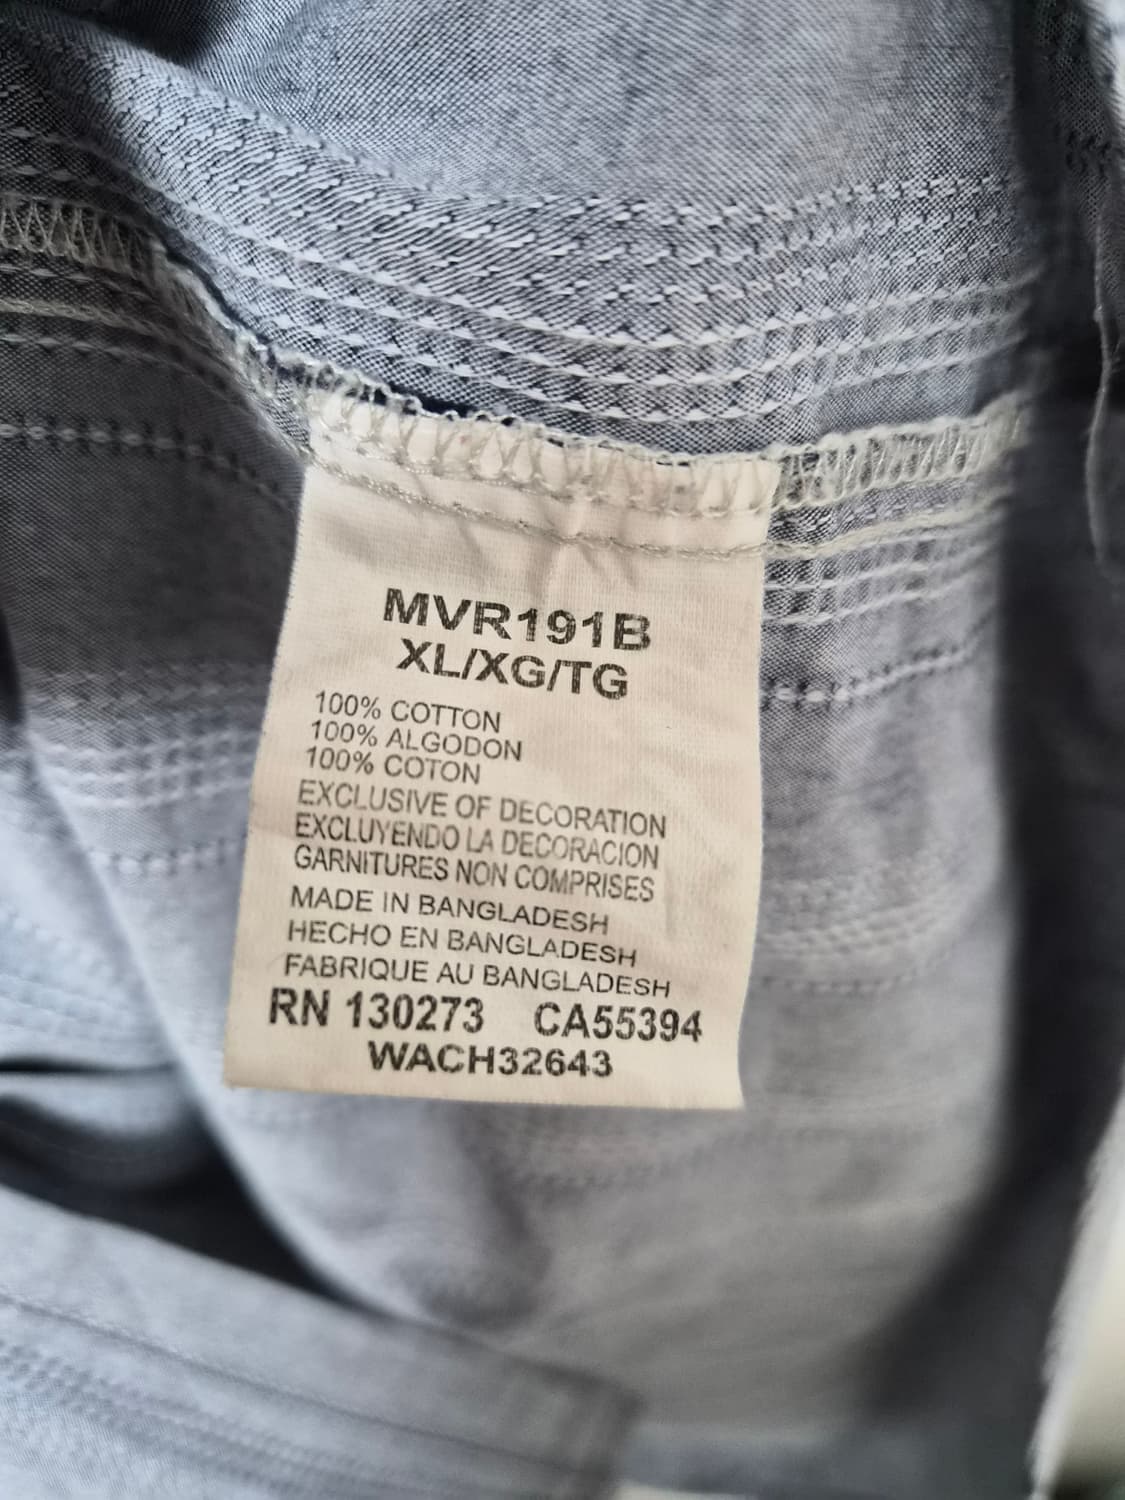 MVR191B
XL/XG/TG
100% COTTON
100% ALGODON
100% COTON
EXCLUSIVE OF DECORATION
EXCLUYENDO LA DECORACION
GARNITURES NON COMPRISES
MADE IN BANGLADESH
HECHO EN BANGLADESH
FABRIQUE AU BANGLADESH
RN 130273 CA55394
WACH32643